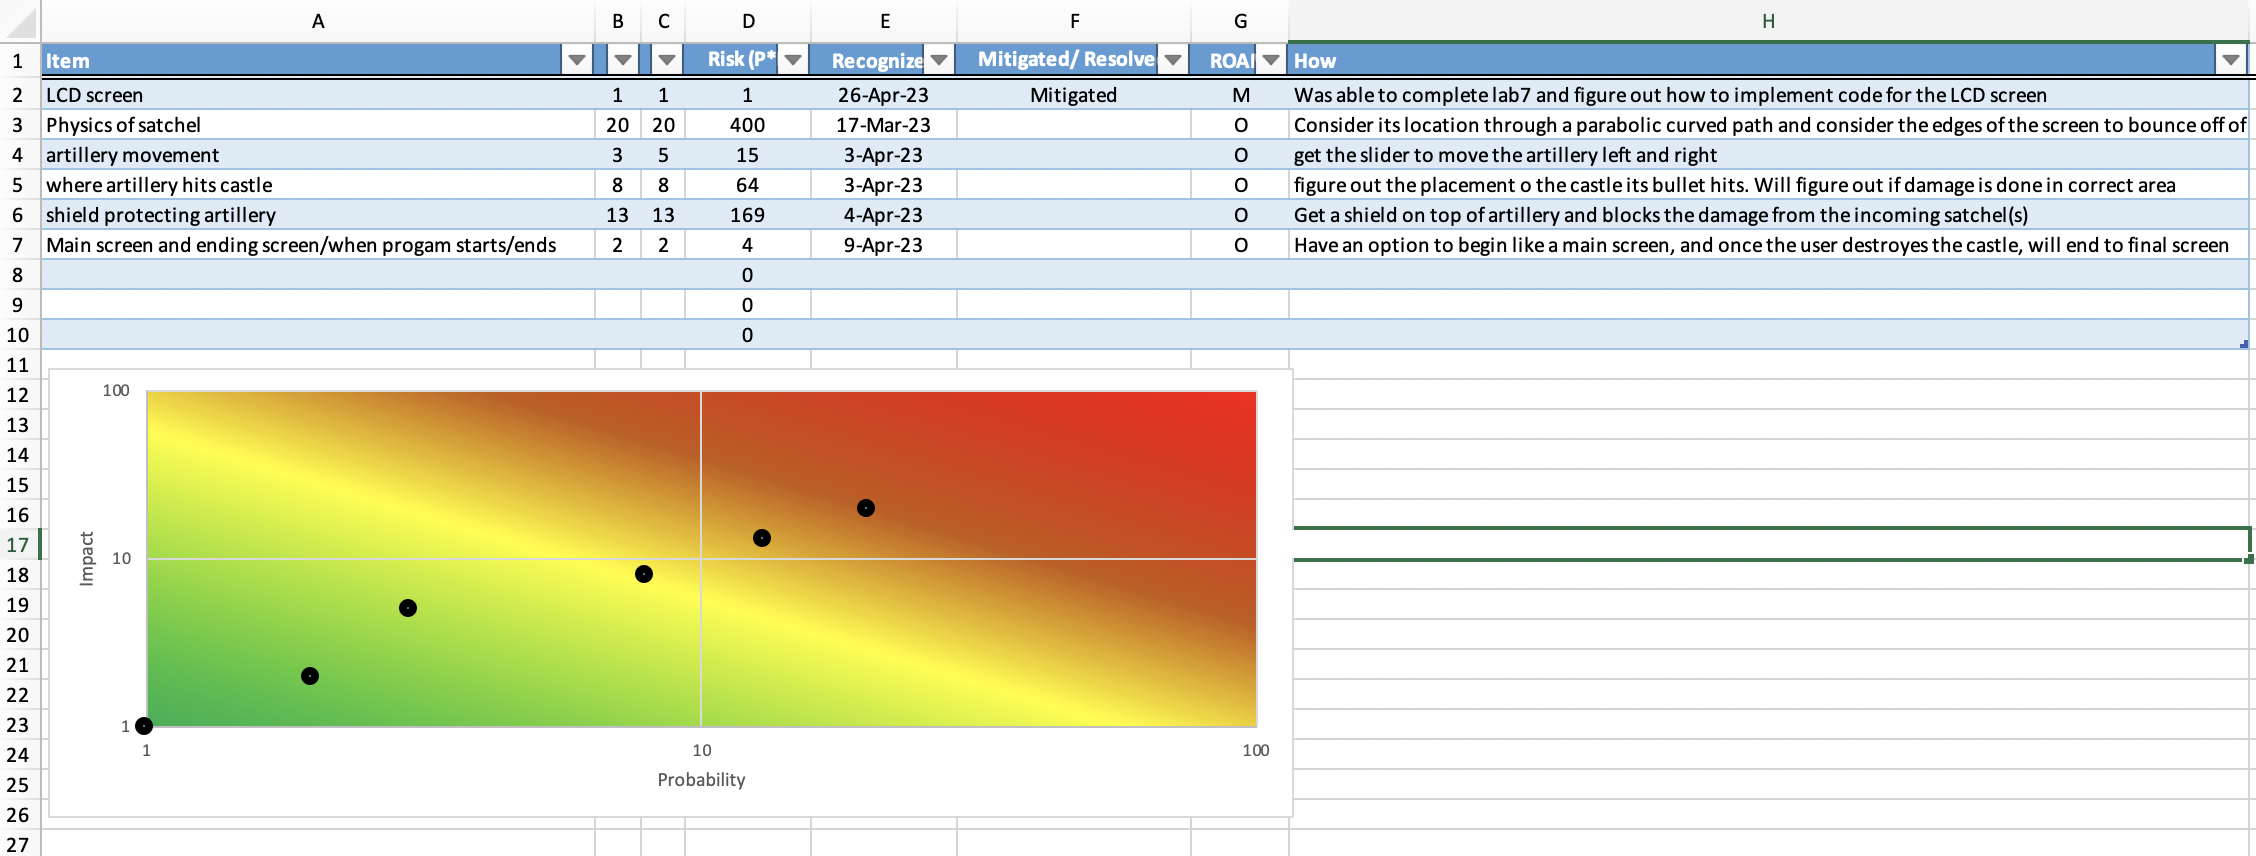 A B C D E F G H
1 Item Risk (P* Recognize Mitigated/ Resolve ROAI How
2 LCD screen 1 1 1 26-Apr-23 Mitigated M Was able to complete lab7 and figure out how to implement code for the LCD screen
3 Physics of satchel 20 20 400 17-Mar-23 O Consider its location through a parabolic curved path and consider the edges of the screen to bounce off of
4 artillery movement 3 5 15 3-Apr-23 O get the slider to move the artillery left and right
5 where artillery hits castle 8 8 64 3-Apr-23 O figure out the placement o the castle its bullet hits. Will figure out if damage is done in correct area
6 shield protecting artillery 13 13 169 4-Apr-23 O Get a shield on top of artillery and blocks the damage from the incoming satchel(s)
7 Main screen and ending screen/when progam starts/ends 2 2 4 9-Apr-23 O Have an option to begin like a main screen, and once the user destroyes the castle, will end to final screen
8 0
9 0
10 0
11
12
13
14
15
16
17
18
19
20
21
22
23
24
25
26
27
100
10
1
Impact
1 10 100
Probability